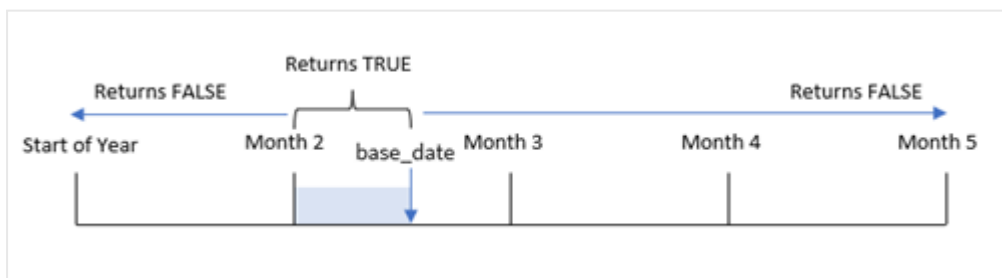 Returns TRUE
Returns FALSE
Returns FALSE
Start of Year
Month 2
base_date
Month 3
Month 4
Month 5